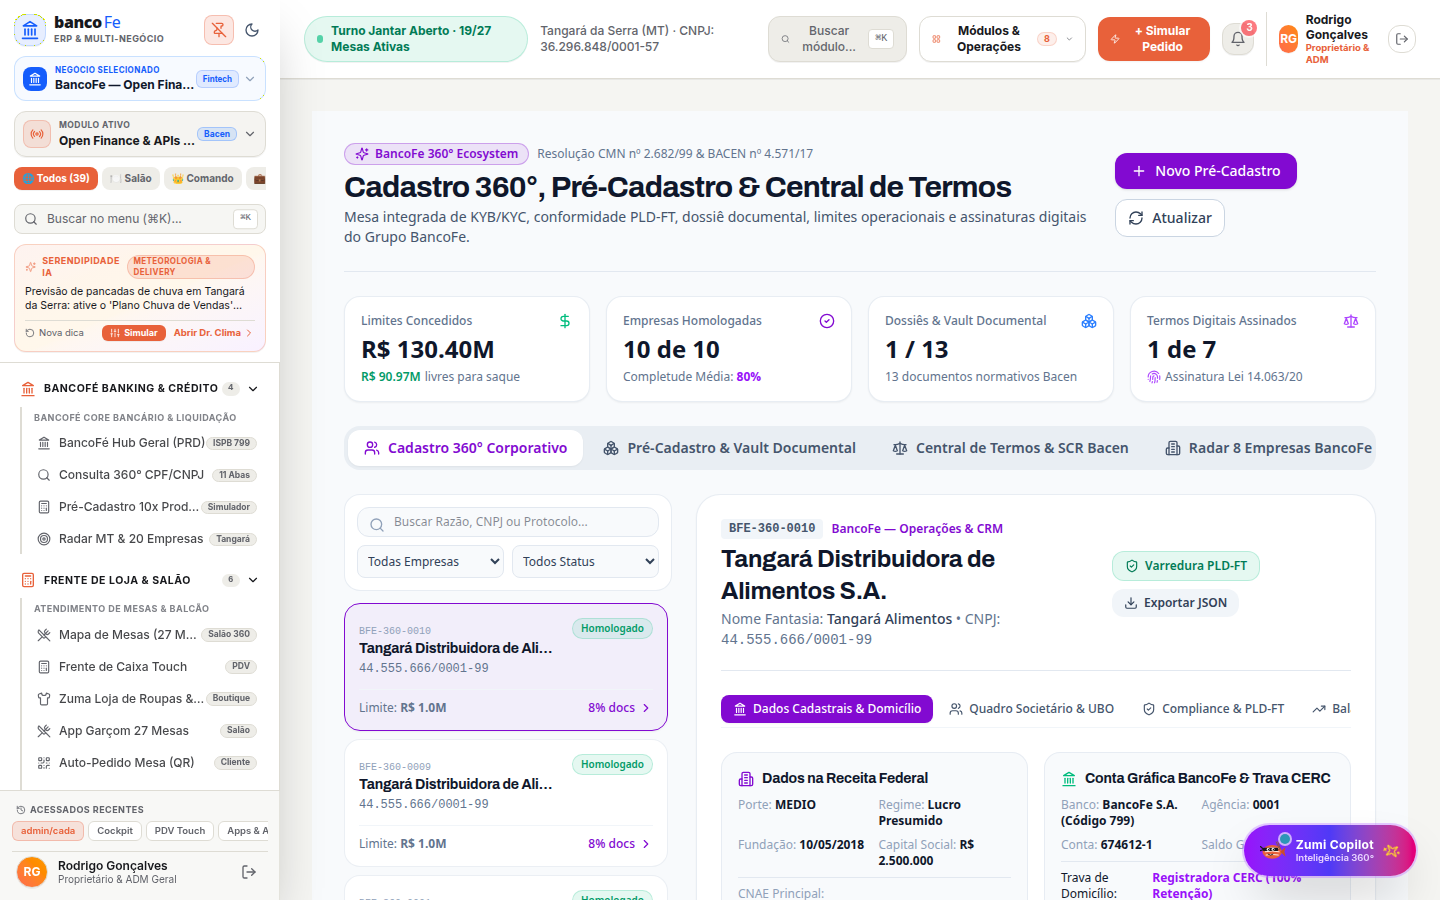 banco Fe
ERP & MULTI-NEGÓCIO
NEGÓCIO SELECIONADO
BancoFe — Open Fina...
Fintech
MÓDULO ATIVO
Open Finance & APIs ...
Bacen
Todos (39)
Salão
Comando
Buscar no menu (⌘K)...
⌘K
SERENDIPIDADE IA
METEOROLOGIA & DELIVERY
Previsão de pancadas de chuva em Tangará
da Serra: ative o 'Plano Chuva de Vendas'...
Nova dica
Simular
Abrir Dr. Clima
BANCOFÉ BANKING & CRÉDITO
4
BANCOFÉ CORE BANCÁRIO & LIQUIDAÇÃO
BancoFé Hub Geral (PRD)
ISPB 799
Consulta 360° CPF/CNPJ
11 Abas
Pré-Cadastro 10x Prod...
Simulador
Radar MT & 20 Empresas
Tangará
FRENTE DE LOJA & SALÃO
6
ATENDIMENTO DE MESAS & BALCÃO
Mapa de Mesas (27 M...
Salão 360
Frente de Caixa Touch
PDV
Zuma Loja de Roupas &...
Boutique
App Garçom 27 Mesas
Salão
Auto-Pedido Mesa (QR)
Cliente
ACESSADOS RECENTES
admin/cada
Cockpit
PDV Touch
Apps & A
RG
Rodrigo Gonçalves
Proprietário & ADM Geral
Turno Jantar Aberto · 19/27
Mesas Ativas
Tangará da Serra (MT) · CNPJ:
36.296.848/0001-57
Buscar
módulo...
⌘K
Módulos &
Operações
8
+ Simular
Pedido
3
RG
Rodrigo
Gonçalves
Proprietário &
ADM
BancoFe 360° Ecosystem
Resolução CMN nº 2.682/99 & BACEN nº 4.571/17
Cadastro 360°, Pré-Cadastro & Central de Termos
Mesa integrada de KYB/KYC, conformidade PLD-FT, dossiê documental, limites operacionais e assinaturas digitais
do Grupo BancoFe.
Novo Pré-Cadastro
Atualizar
Limites Concedidos
R$ 130.40M
R$ 90.97M livres para saque
Empresas Homologadas
10 de 10
Completude Média: 80%
Dossiês & Vault Documental
1 / 13
13 documentos normativos Bacen
Termos Digitais Assinados
1 de 7
Assinatura Lei 14.063/20
Cadastro 360° Corporativo
Pré-Cadastro & Vault Documental
Central de Termos & SCR Bacen
Radar 8 Empresas BancoFe
Buscar Razão, CNPJ ou Protocolo...
Todas Empresas
Todos Status
BFE-360-0010
Homologado
Tangará Distribuidora de Ali...
44.555.666/0001-99
Limite: R$ 1.0M
8% docs
BFE-360-0009
Homologado
Tangará Distribuidora de Ali...
44.555.666/0001-99
Limite: R$ 1.0M
8% docs
Homologado
BFE-360-0010
BancoFe — Operações & CRM
Tangará Distribuidora de
Alimentos S.A.
Nome Fantasia: Tangará Alimentos • CNPJ:
44.555.666/0001-99
Varredura PLD-FT
Exportar JSON
Dados Cadastrais & Domicílio
Quadro Societário & UBO
Compliance & PLD-FT
Bal
Dados na Receita Federal
Porte: MEDIO
Regime: Lucro
Presumido
Fundação: 10/05/2018
Capital Social: R$
2.500.000
CNAE Principal:
Conta Gráfica BancoFe & Trava CERC
Banco: BancoFe S.A.
(Código 799)
Agência: 0001
Conta: 674612-1
Saldo G
Trava de
Domicílio:
Registradora CERC (100%
Retenção)
Zumi Copilot
Inteligência 360°